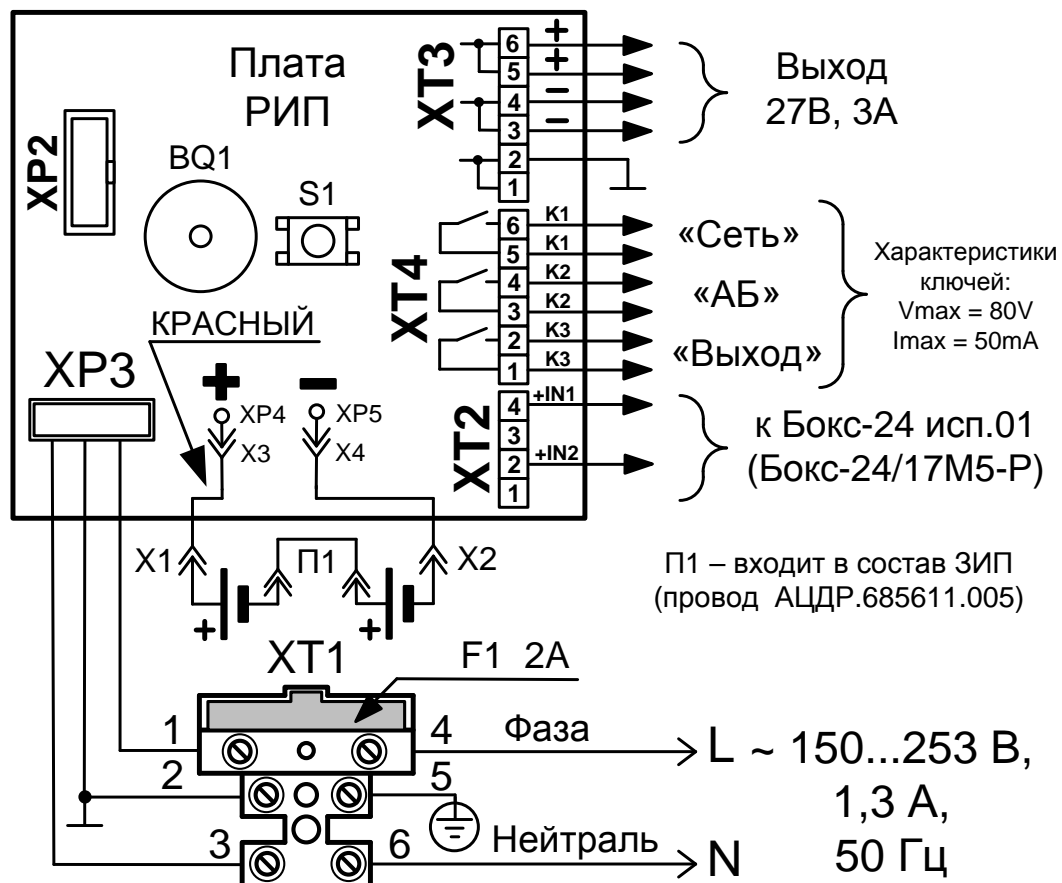 Плата
РИП
XP2
BQ1
S1
XT3
6
5
4
3
2
1
+
+
–
–
Выход
27В, 3А
XT4
6
5
4
3
2
1
K1
K1
K2
K2
K3
K3
«Сеть»
«АБ»
«Выход»
Характеристики
ключей:
Vmax = 80V
Imax = 50mA
КРАСНЫЙ
XP3
+
–
XP4
XP5
X3
X4
XT2
4
3
2
1
+IN1
+IN2
к Бокс-24 исп.01
(Бокс-24/17М5-Р)
X1
П1
X2
+
+
П1 – входит в состав ЗИП
(провод АЦДР.685611.005)
XT1
F1 2A
1
2
3
4
5
6
Фаза
Нейтраль
L ~ 150...253 В,
1,3 А,
N 50 Гц